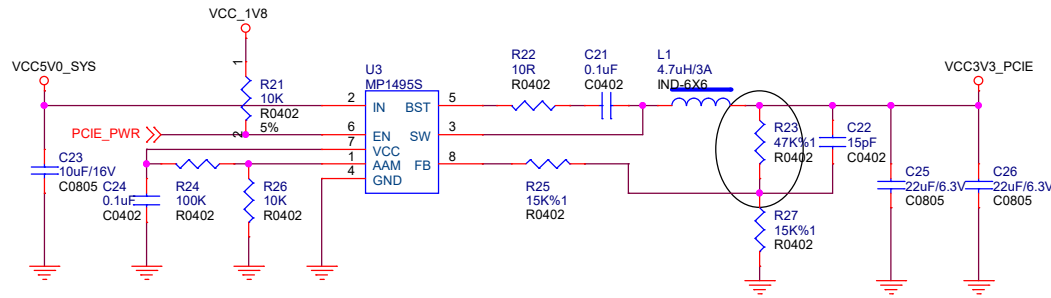 VCC_1V8
VCC5V0_SYS
1
R21
10K
R0402
5%
2
PCIE_PWR
C23
10uF/16V
C0805
C24
0.1uF
C0402
R24
100K
R0402
R26
10K
R0402
U3
MP1495S
2
IN
BST
5
6
EN
SW
3
7
VCC
1
AAM
FB
8
4
GND
R22
10R
R0402
C21
0.1uF
C0402
L1
4.7uH/3A
IND-6X6
VCC3V3_PCIE
R23
47K%1
R0402
C22
15pF
C0402
R25
15K%1
R0402
R27
15K%1
R0402
C25
22uF/6.3V
C0805
C26
22uF/6.3V
C0805